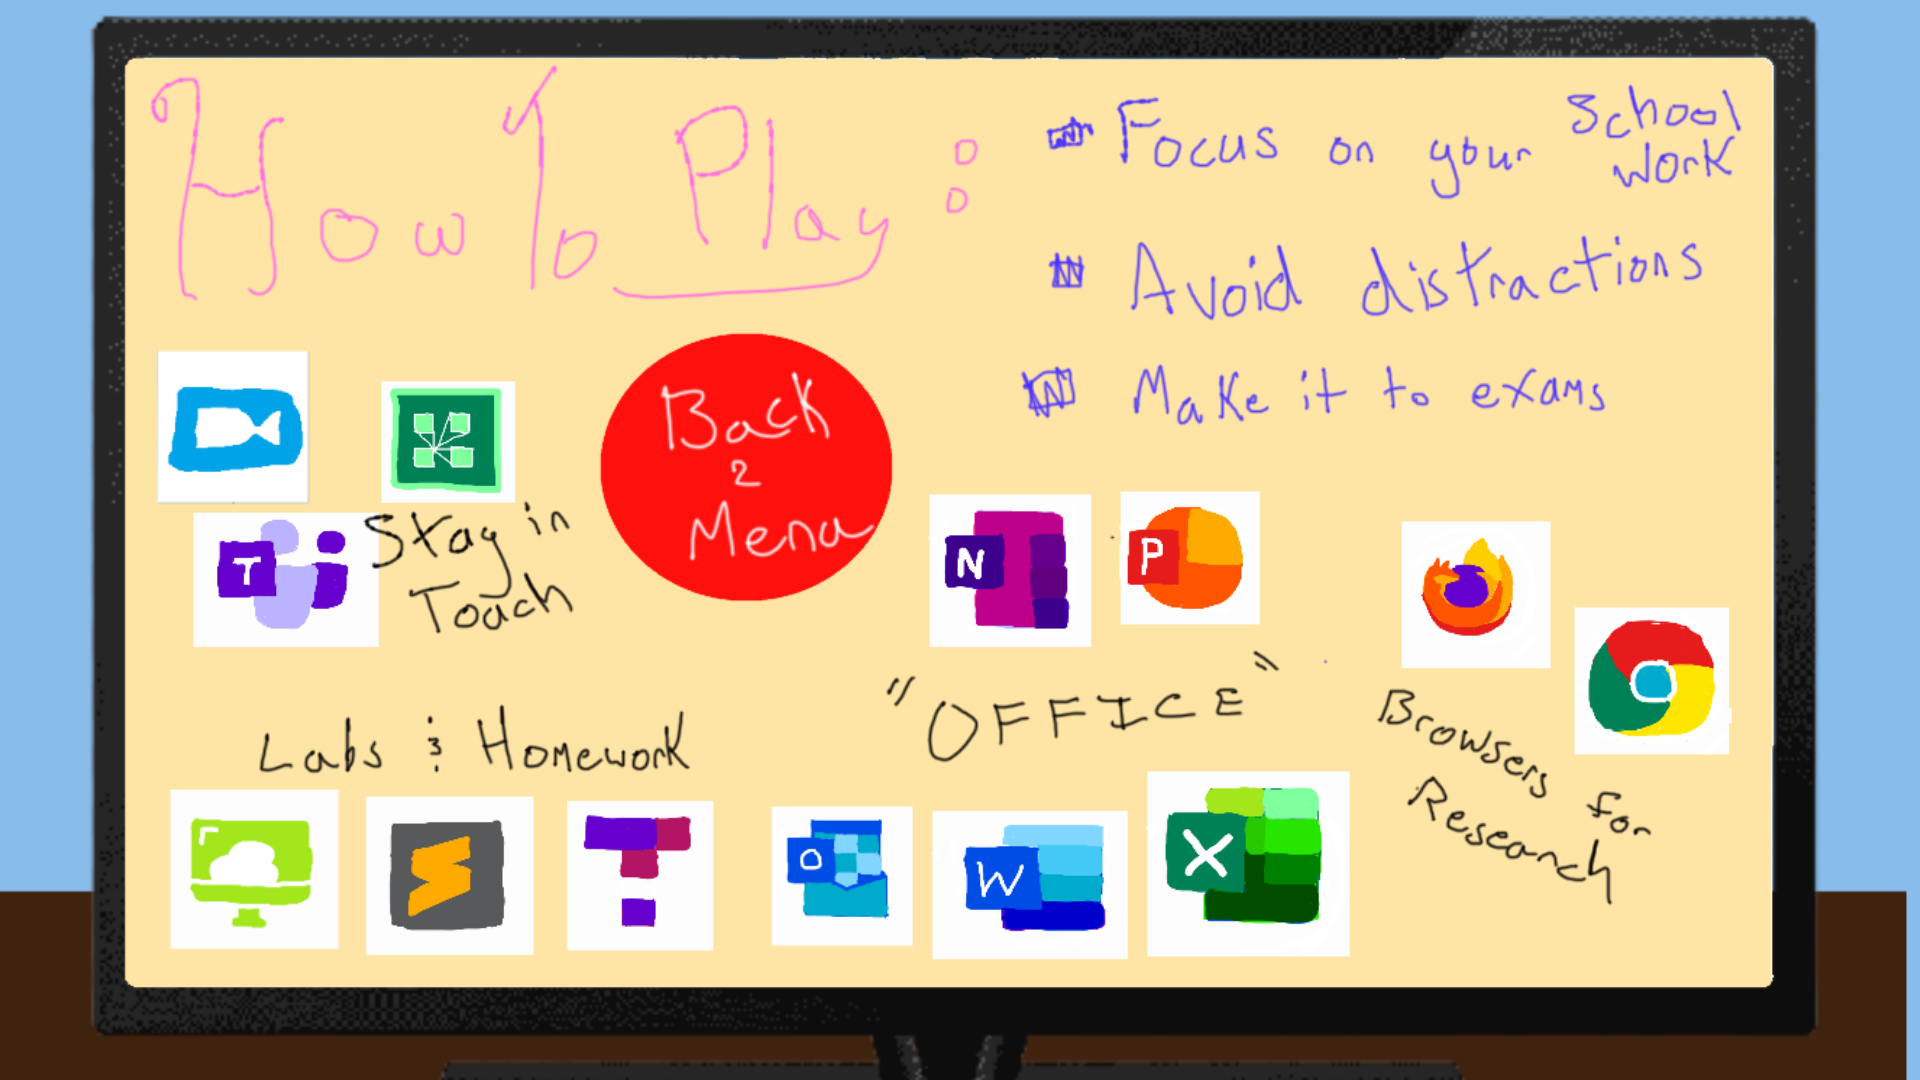 How To Play:
Focus on your School Work
Avoid distractions
Make it to exams
Back
2
Menu
Stay in
Touch
T
N
P
"OFFICE"
Browsers for
Research
Labs & Homework
O
W
X